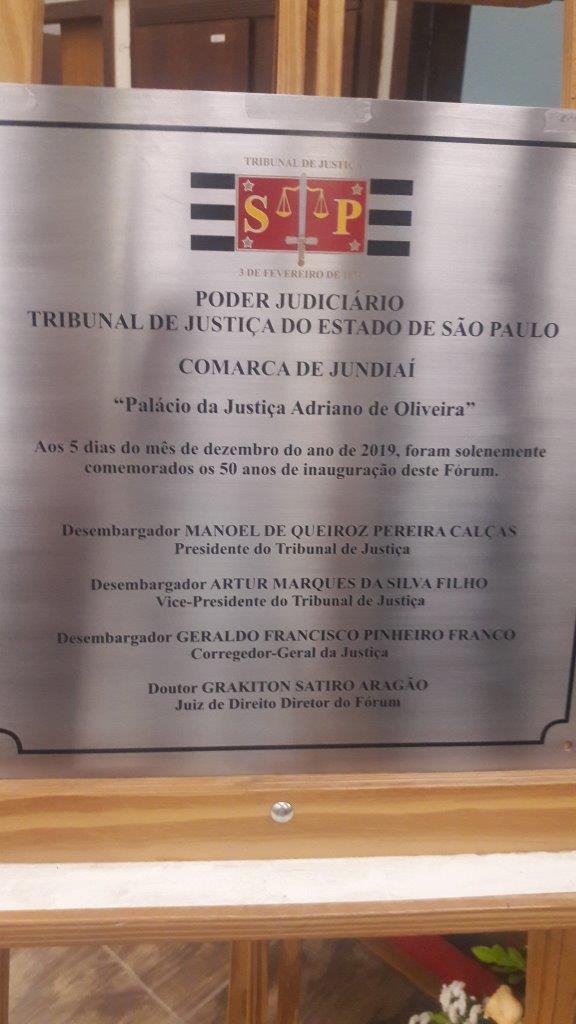 TRIBUNAL DE JUSTIÇA
S P
3 DE FEVEREIRO DE
PODER JUDICIÁRIO
TRIBUNAL DE JUSTIÇA DO ESTADO DE SÃO PAULO
COMARCA DE JUNDIAÍ
“Palácio da Justiça Adriano de Oliveira”
Aos 5 dias do mês de dezembro do ano de 2019, foram solenemente
comemorados os 50 anos de inauguração deste Fórum.
Desembargador MANOEL DE QUEIROZ PEREIRA CALÇAS
Presidente do Tribunal de Justiça
Desembargador ARTUR MARQUES DA SILVA FILHO
Vice-Presidente do Tribunal de Justiça
Desembargador GERALDO FRANCISCO PINHEIRO FRANCO
Corregedor-Geral da Justiça
Doutor GRAKITON SATIRO ARAGÃO
Juiz de Direito Diretor do Fórum